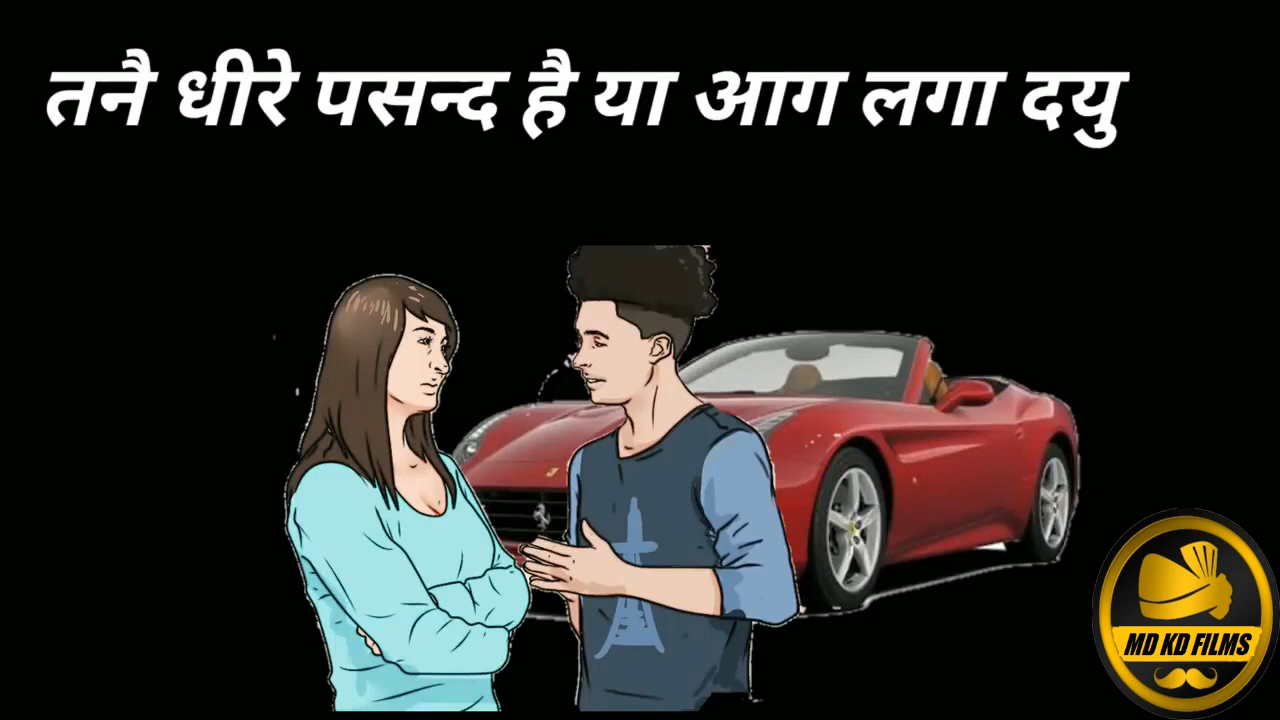 तनै धीरे पसन्द है या आग लगा दयु
MD KD FILMS